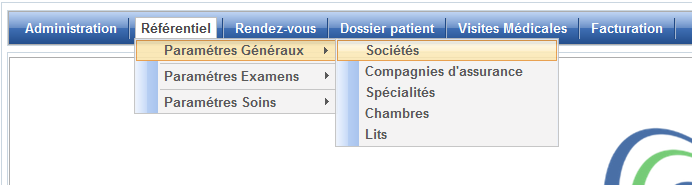 Administration Référentiel Rendez-vous Dossier patient Visites Médicales Facturation
Paramétres Généraux
Paramétres Examens
Paramétres Soins
Sociétés
Compagnies d'assurance
Spécialités
Chambres
Lits